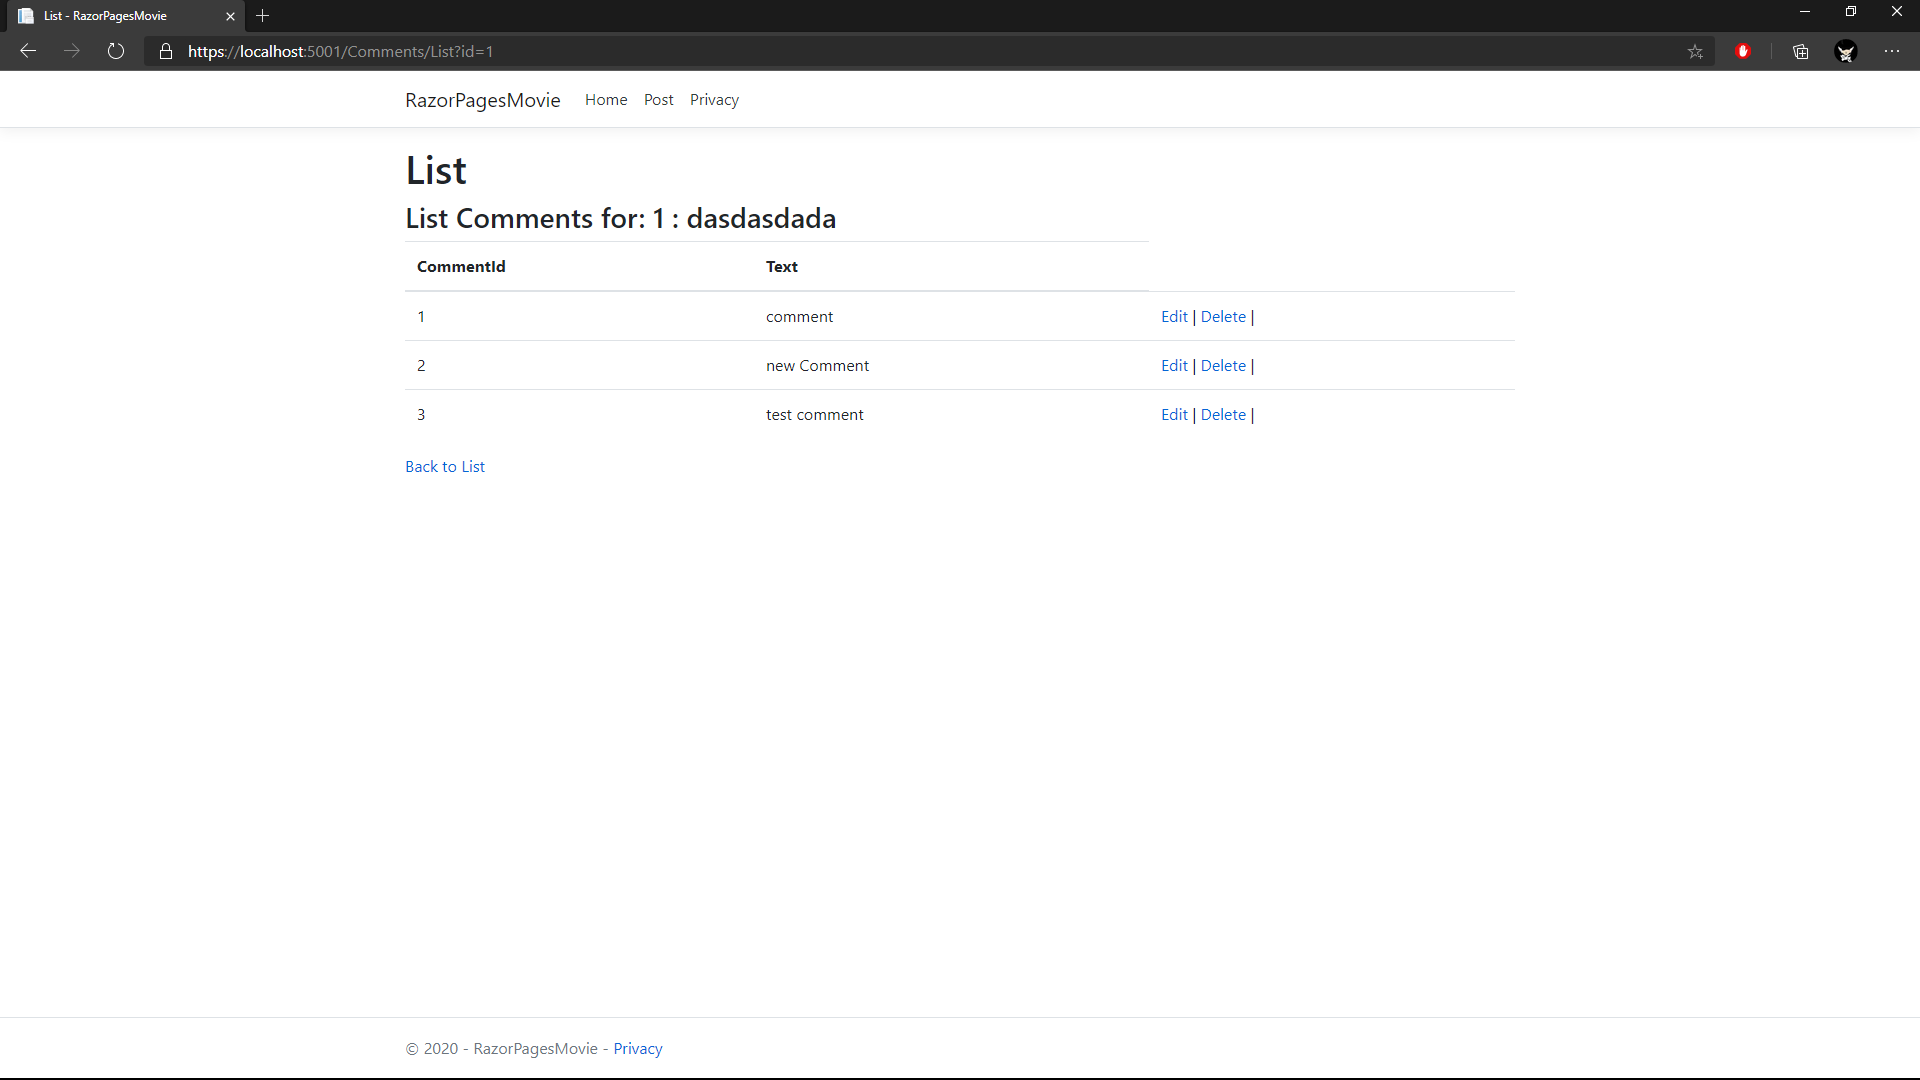 List - RazorPagesMovie
https://localhost:5001/Comments/List?id=1
RazorPagesMovie Home Post Privacy
List
List Comments for: 1 : dasdasdada
CommentId Text
1 comment Edit | Delete |
2 new Comment Edit | Delete |
3 test comment Edit | Delete |
Back to List
© 2020 - RazorPagesMovie - Privacy